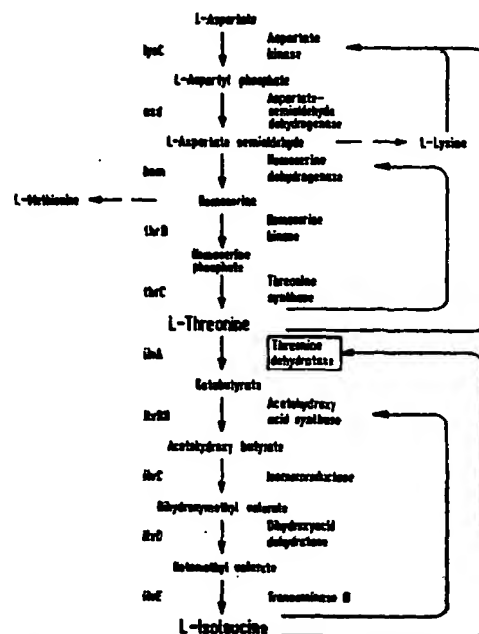 L-Aspartate
lysC
Aspartate
kinase
L-Aspartyl phosphate
asd
Aspartate-
semialdehyde
dehydrogenase
L-Aspartate semialdehyde
L-Lysine
hom
Homoserine
dehydrogenase
L-Methionine
Homoserine
thrB
Homoserine
kinase
Homoserine
phosphate
thrC
Threonine
synthase
L-Threonine
ilvA
Threonine
dehydratase
Ketobutyrate
Acetohydroxy
acid synthase
Acetohydroxy butyrate
ilvC
Isomeroreductase
Dihydroxymethyl valerate
ilvD
Dihydroxyacid
dehydratase
Ketomethyl valerate
ilvE
Transaminase B
L-Isoleucine